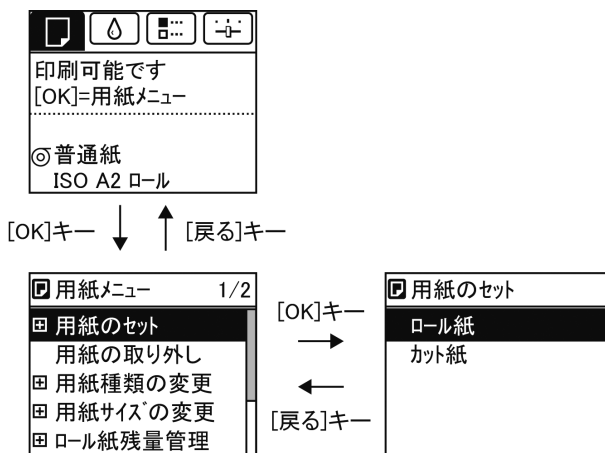 印刷可能です
[OK]=用紙メニュー
普通紙
ISO A2 ロール
[OK]キー
[戻る]キー
用紙メニュー 1/2
用紙のセット
用紙の取り外し
用紙種類の変更
用紙サイズの変更
ロール紙残量管理
[OK]キー
[戻る]キー
用紙のセット
ロール紙
カット紙